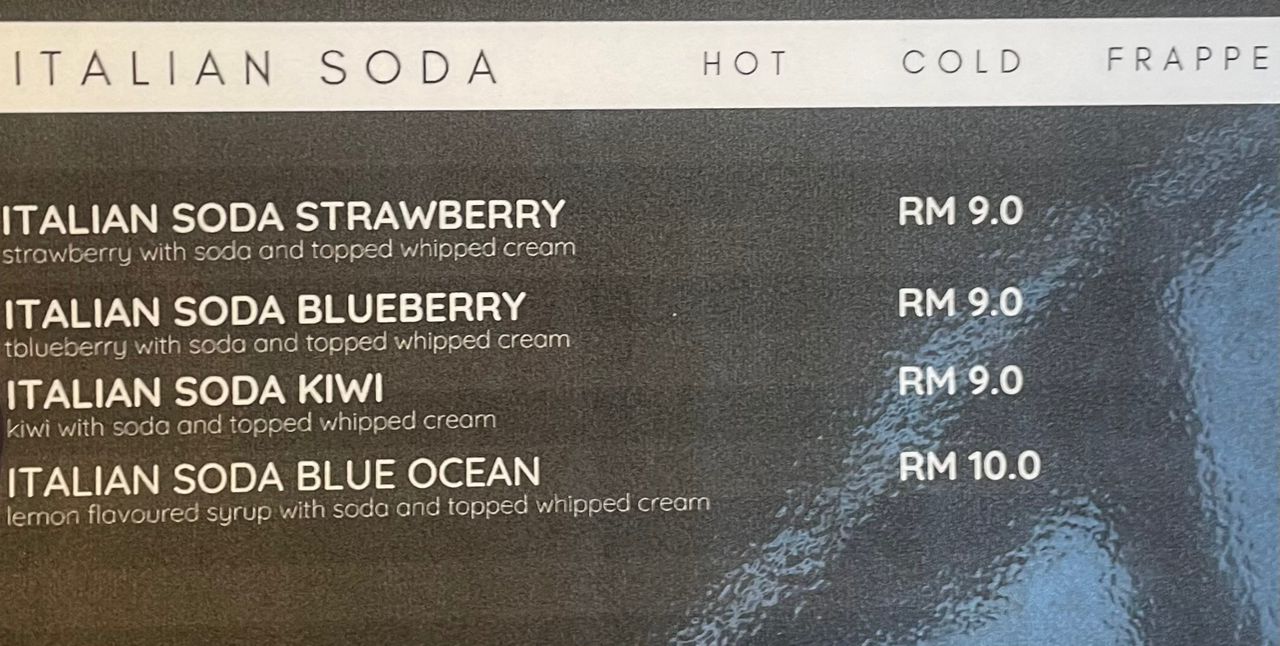 ITALIAN SODA HOT COLD FRAPPE
ITALIAN SODA STRAWBERRY RM 9.0
strawberry with soda and topped whipped cream
ITALIAN SODA BLUEBERRY RM 9.0
tblueberry with soda and topped whipped cream
ITALIAN SODA KIWI RM 9.0
kiwi with soda and topped whipped cream
ITALIAN SODA BLUE OCEAN RM 10.0
lemon flavoured syrup with soda and topped whipped cream